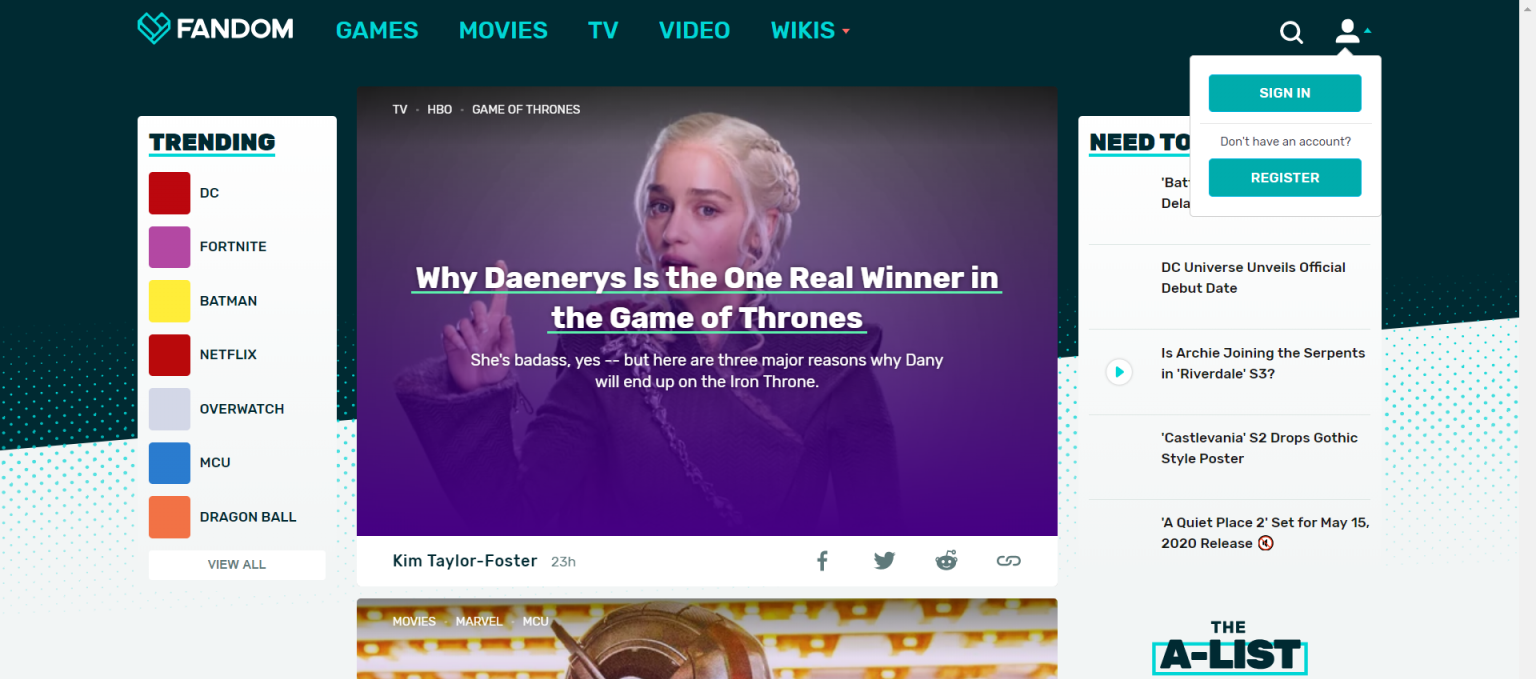 FANDOM
GAMES
MOVIES
TV
VIDEO
WIKIS
SIGN IN
Don't have an account?
REGISTER
TRENDING
DC
FORTNITE
BATMAN
NETFLIX
OVERWATCH
MCU
DRAGON BALL
VIEW ALL
TV - HBO - GAME OF THRONES
Why Daenerys Is the One Real Winner in
the Game of Thrones
She's badass, yes -- but here are three major reasons why Dany
will end up on the Iron Throne.
Kim Taylor-Foster 23h
MOVIES - MARVEL - MCU
NEED TO
DC Universe Unveils Official
Debut Date
Is Archie Joining the Serpents
in 'Riverdale' S3?
'Castlevania' S2 Drops Gothic
Style Poster
'A Quiet Place 2' Set for May 15,
2020 Release
THE
A-LIST